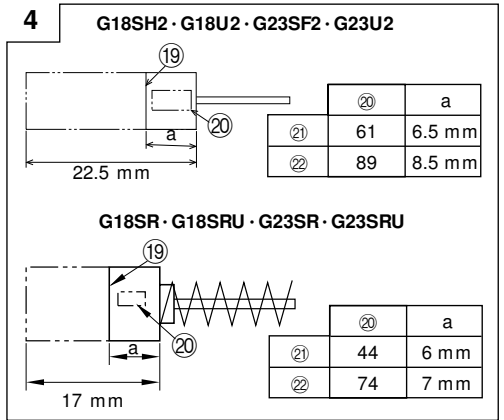 4
G18SH2 · G18U2 · G23SF2 · G23U2
⑲
a
⑳
22.5 mm
⑳ a
㉑ 61 6.5 mm
㉒ 89 8.5 mm
G18SR · G18SRU · G23SR · G23SRU
⑲
a
⑳
17 mm
⑳ a
㉑ 44 6 mm
㉒ 74 7 mm